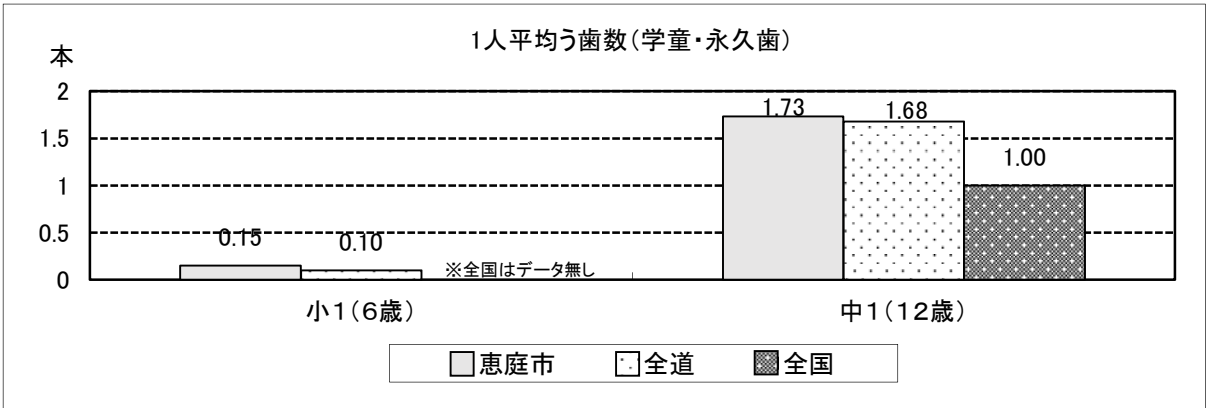 1人平均う歯数(学童・永久歯)
本
2
1.5
1
0.5
0
0.15
0.10
※全国はデータ無し
1.73
1.68
1.00
小1(6歳)
中1(12歳)
恵庭市
全道
全国